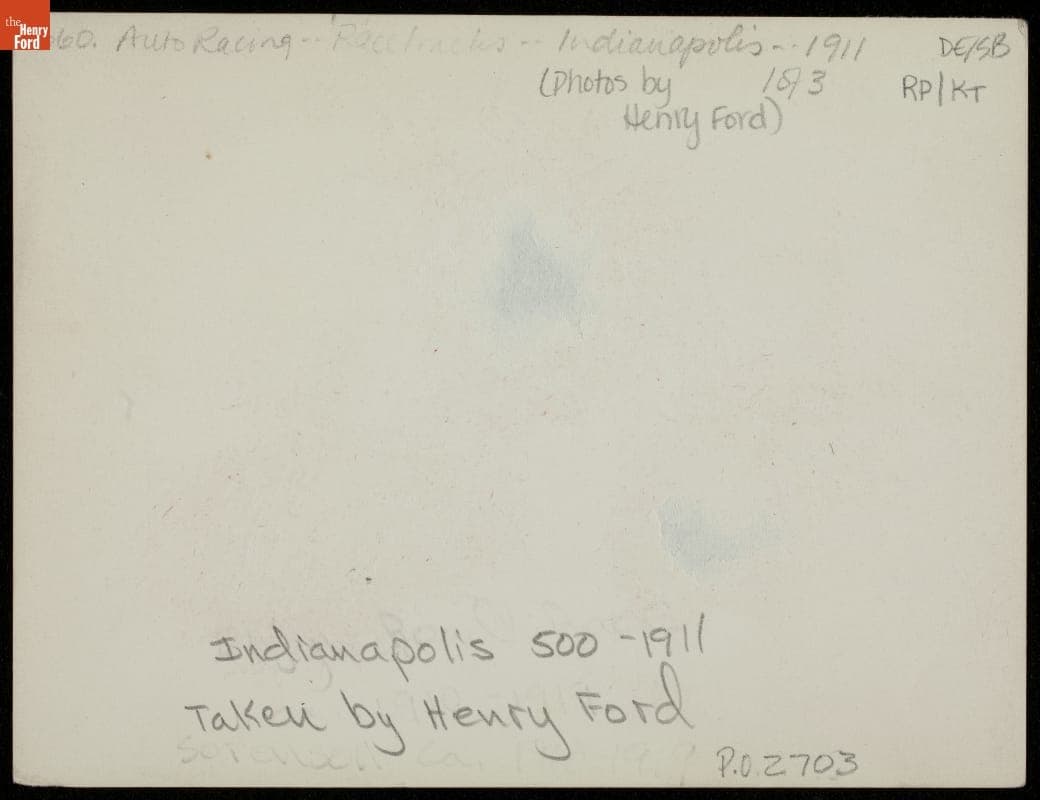 the Henry Ford
60. Auto Racing -- Racetracks -- Indianapolis -- 1911 DE/SB
(Photos by 1813 RP/KT
Henry Ford)
Indianapolis 500 - 1911
Taken by Henry Ford
P.O.2703